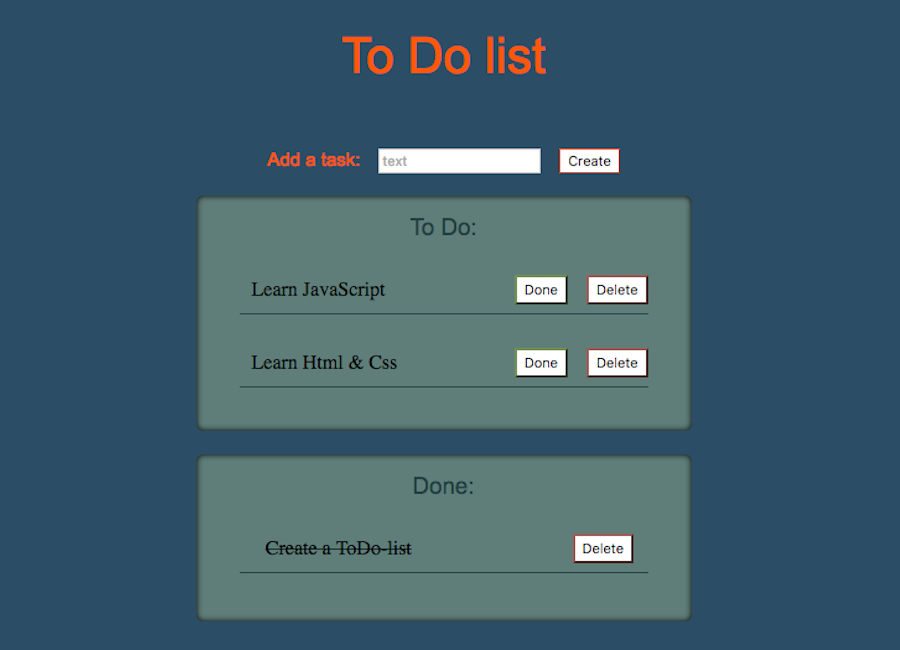 To Do list
Add a task: text Create
To Do:
Learn JavaScript Done Delete
Learn Html & Css Done Delete
Done:
Create a ToDo-list Delete